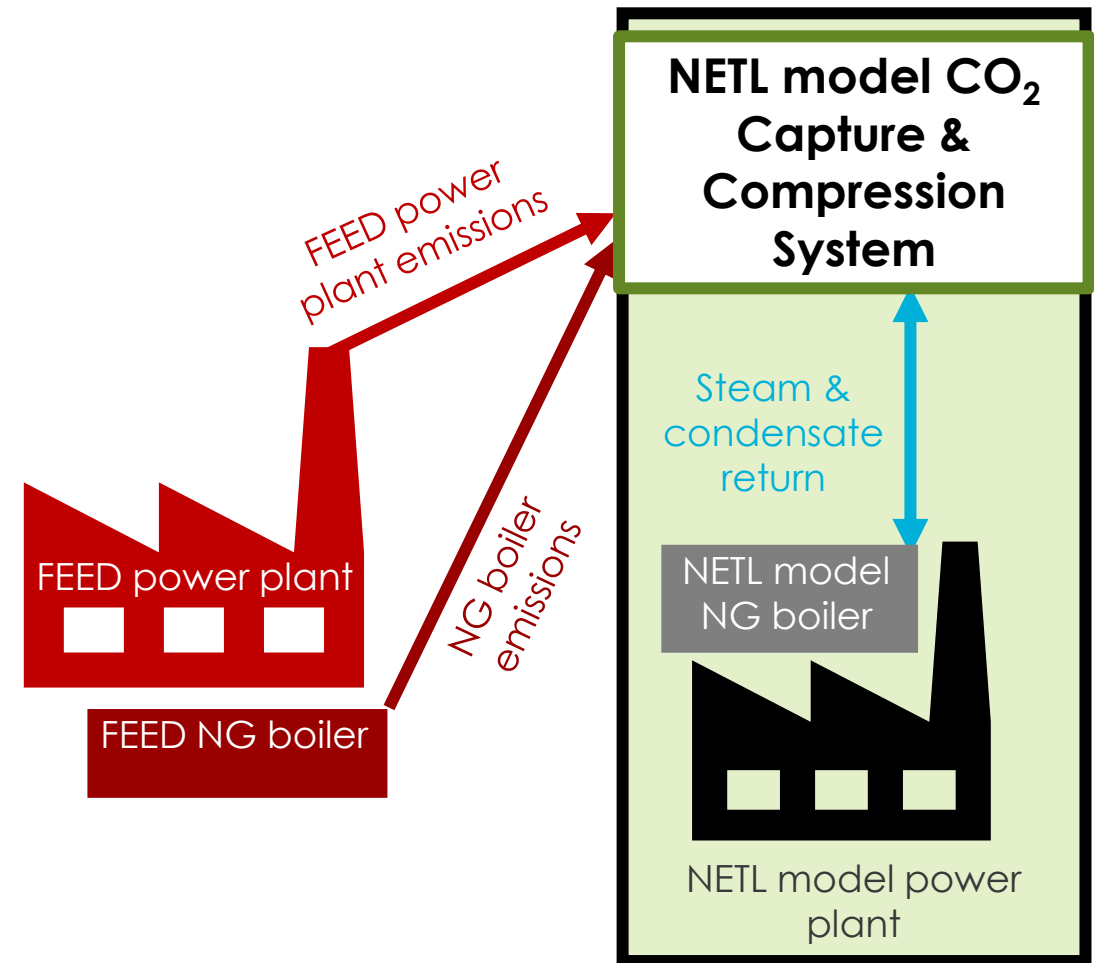 NETL model CO₂
Capture &
Compression
System
FEED power
plant emissions
Steam &
condensate
return
NG boiler
emissions
FEED power plant
NETL model
NG boiler
FEED NG boiler
NETL model power
plant